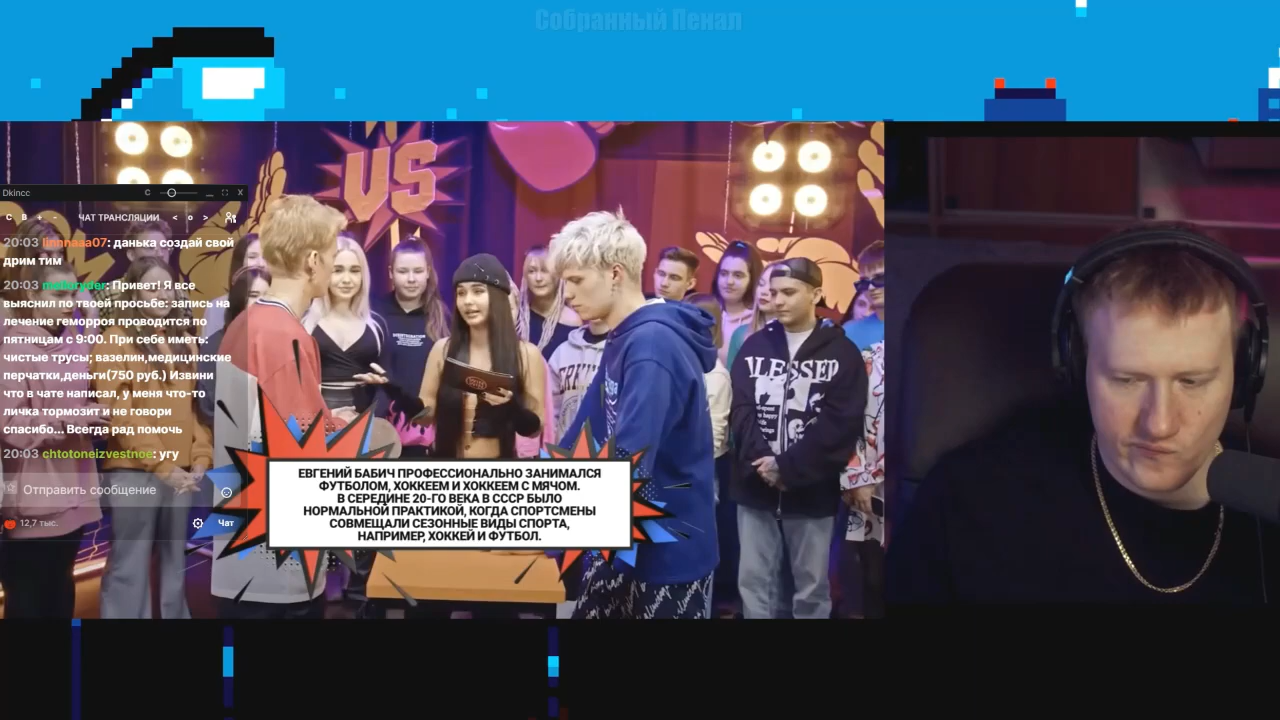 Собранный Пенал
VS
Dkincc
C
X
C B + -
ЧАТ ТРАНСЛЯЦИИ
< o >
20:03 linnnaaa07: данька создай свой
дрим тим
20:03 Привет! Я все
выяснил по твоей просьбе: запись на
лечение геморроя проводится по
пятницам с 9:00. При себе иметь:
чистые трусы; вазелин,медицинские
перчатки,деньги(750 руб.) Извини
что в чате написал, у меня что-то
личка тормозит и не говори
спасибо... Всегда рад помочь
20:03 chtotoneizvestnoe: угу
Отправить сообщение
12,7 тыс.
Чат
BLESSED
ЕВГЕНИЙ БАБИЧ ПРОФЕССИОНАЛЬНО ЗАНИМАЛСЯ
ФУТБОЛОМ, ХОККЕЕМ И ХОККЕЕМ С МЯЧОМ.
В СЕРЕДИНЕ 20-ГО ВЕКА В СССР БЫЛО
НОРМАЛЬНОЙ ПРАКТИКОЙ, КОГДА СПОРТСМЕНЫ
СОВМЕЩАЛИ СЕЗОННЫЕ ВИДЫ СПОРТА,
НАПРИМЕР, ХОККЕЙ И ФУТБОЛ.